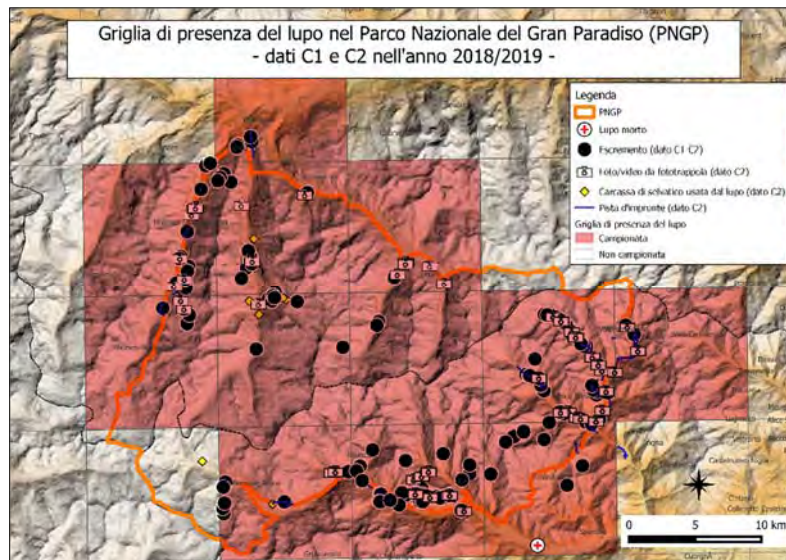 Griglia di presenza del lupo nel Parco Nazionale del Gran Paradiso (PNGP)
- dati C1 e C2 nell'anno 2018/2019 -
Legenda
PNGP
Lupo morto
Escremento (dato C1-C2)
Foto/video da fototrappola (dato C2)
Carcassa di selvatico usata dal lupo (dato C2)
Pista d'impronte (dato C2)
Griglia di presenza del lupo
Campionata
Non campionata
0 5 10 km